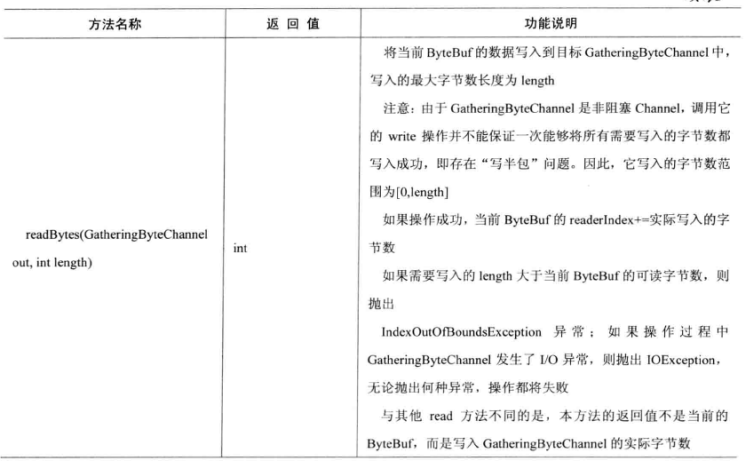 方法名称 返 回 值 功能说明
将当前 ByteBuf 的数据写入到目标 GatheringByteChannel 中，
写入的最大字节数长度为 length
注意：由于 GatheringByteChannel 是非阻塞 Channel，调用它
的 write 操作并不能保证一次能够将所有需要写入的字节数都
写入成功，即存在“写半包”问题。因此，它写入的字节数范
围为[0,length]
如果操作成功，当前 ByteBuf 的 readerIndex+=实际写入的字
节数
readBytes(GatheringByteChannel
out, int length)
int
如果需要写入的 length 大于当前 ByteBuf 的可读字节数，则
抛出
IndexOutOfBoundsException 异常；如果操作过程中
GatheringByteChannel 发生了 I/O 异常，则抛出 IOException，
无论抛出何种异常，操作都将失败
与其他 read 方法不同的是，本方法的返回值不是当前的
ByteBuf，而是写入 GatheringByteChannel 的实际字节数